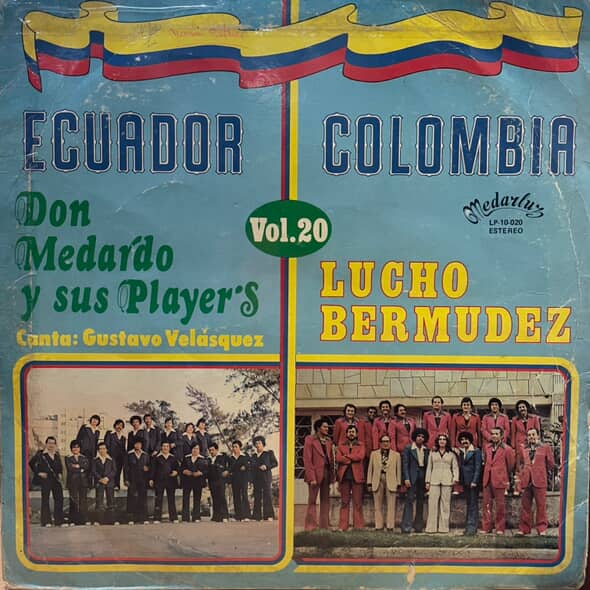 ECUADOR
COLOMBIA
Don
Medardo
y sus Player'S
Canta: Gustavo Velásquez
Vol.20
Medarluz
LP-10-020
ESTEREO
LUCHO
BERMUDEZ